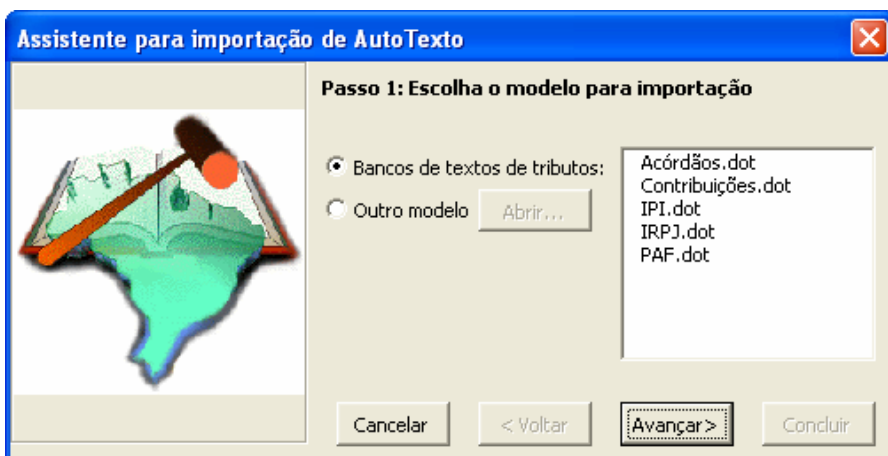 Assistente para importação de AutoTexto
Passo 1: Escolha o modelo para importação
Bancos de textos de tributos:
Outro modelo
Abrir...
Acórdãos.dot
Contribuições.dot
IPI.dot
IRPJ.dot
PAF.dot
Cancelar
< Voltar
Avançar>
Concluir